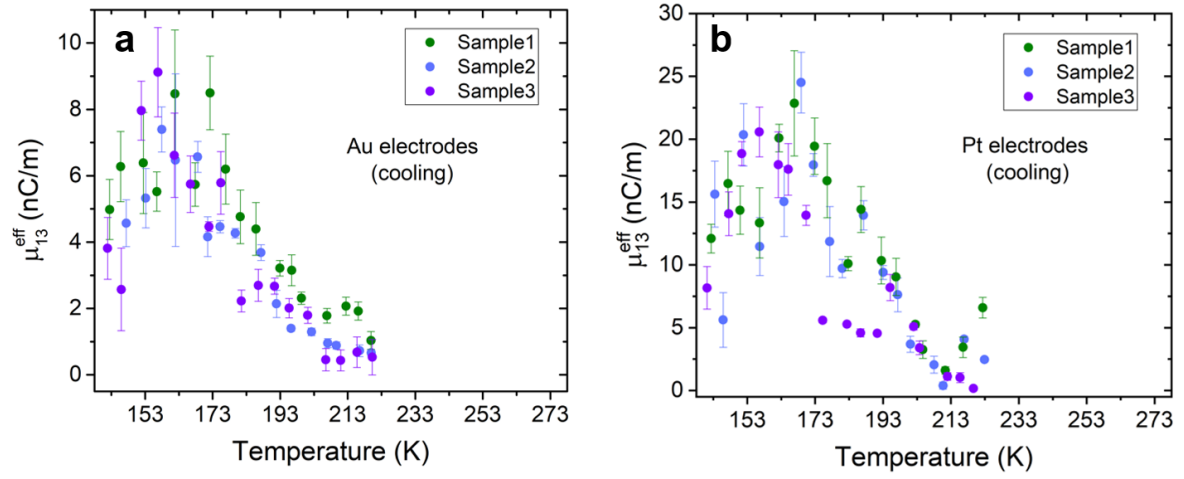 a
Sample1
Sample2
Sample3
Au electrodes
(cooling)
10
8
6
4
2
0
μ₁₃ᵉᶠᶠ (nC/m)
153 173 193 213 233 253 273
Temperature (K)
b
Sample1
Sample2
Sample3
Pt electrodes
(cooling)
30
25
20
15
10
5
0
μ₁₃ᵉᶠᶠ (nC/m)
153 173 193 213 233 253 273
Temperature (K)